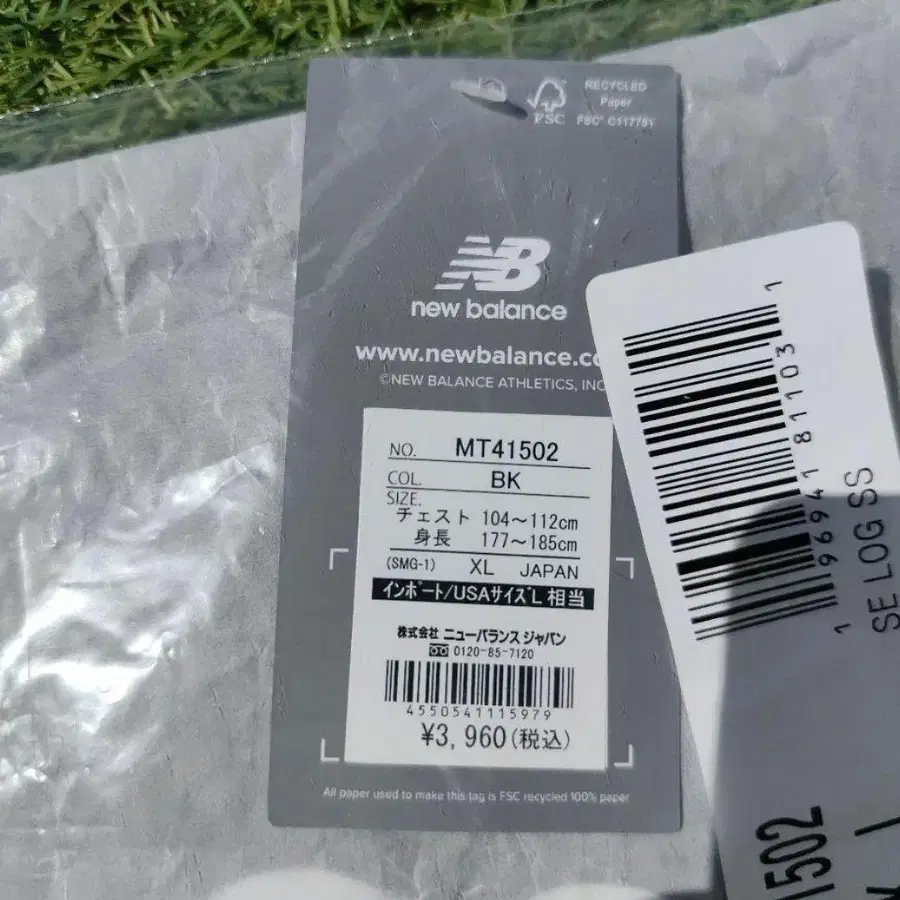 RECYCLED
Paper
FSC® C117791
FSC
NB
new balance
www.newbalance.co
©NEW BALANCE ATHLETICS, INC
NO. MT41502
COL. BK
SIZE.
チェスト 104～112cm
身長 177～185cm
(SMG-1) XL JAPAN
インポート/USAサイズL 相当
株式会社 ニューバランス ジャパン
0120-85-7120
4550541115979
¥3,960(税込)
All paper used to make this tag is FSC recycled 100% paper
1 96941 81103 1
SE LOG SS
1502